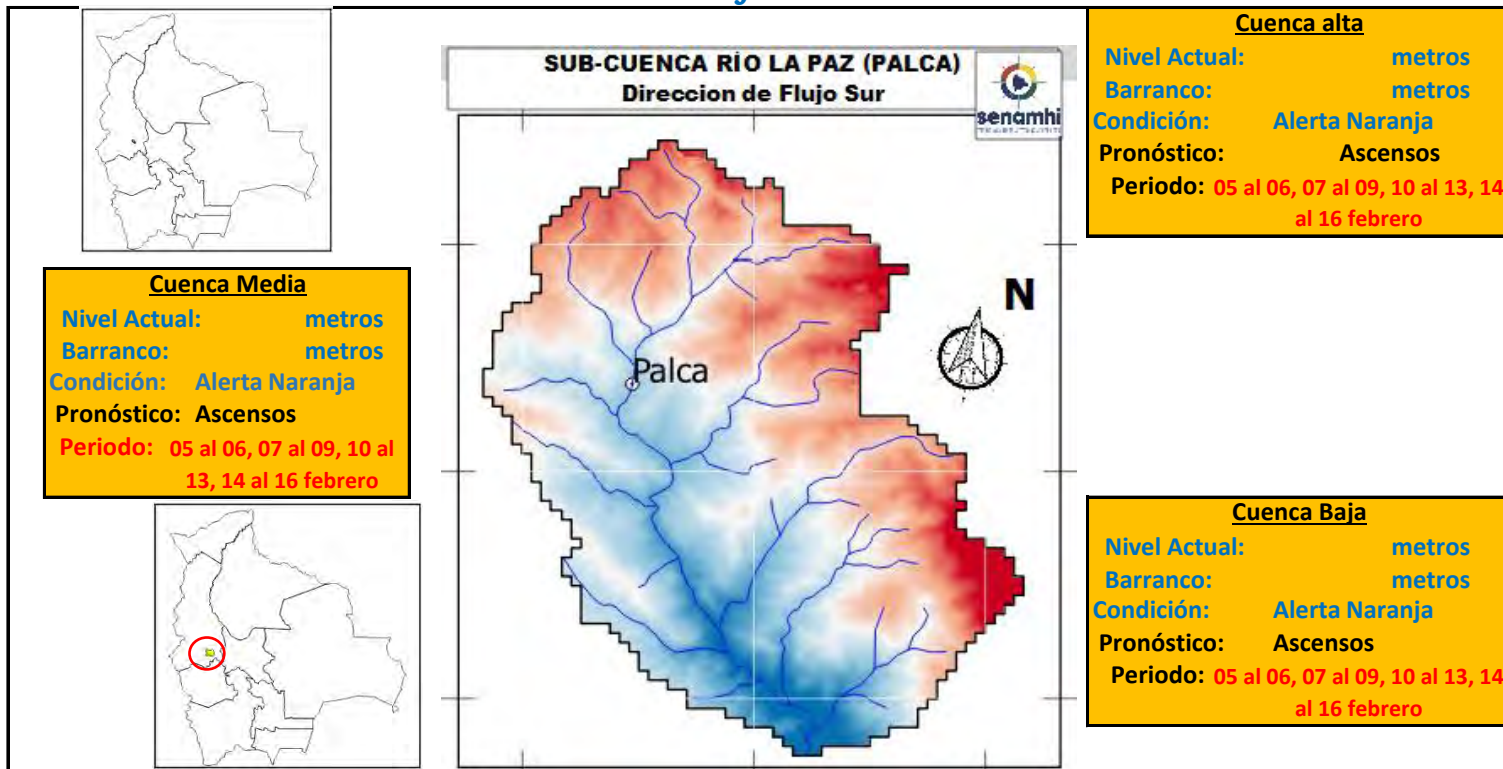 SUB-CUENCA RÍO LA PAZ (PALCA)
Direccion de Flujo Sur
senamhi
Cuenca alta
Nivel Actual: metros
Barranco: metros
Condición: Alerta Naranja
Pronóstico: Ascensos
Periodo: 05 al 06, 07 al 09, 10 al 13, 14
al 16 febrero
Cuenca Media
Nivel Actual: metros
Barranco: metros
Condición: Alerta Naranja
Pronóstico: Ascensos
Periodo: 05 al 06, 07 al 09, 10 al
13, 14 al 16 febrero
N
Palca
Cuenca Baja
Nivel Actual: metros
Barranco: metros
Condición: Alerta Naranja
Pronóstico: Ascensos
Periodo: 05 al 06, 07 al 09, 10 al 13, 14
al 16 febrero